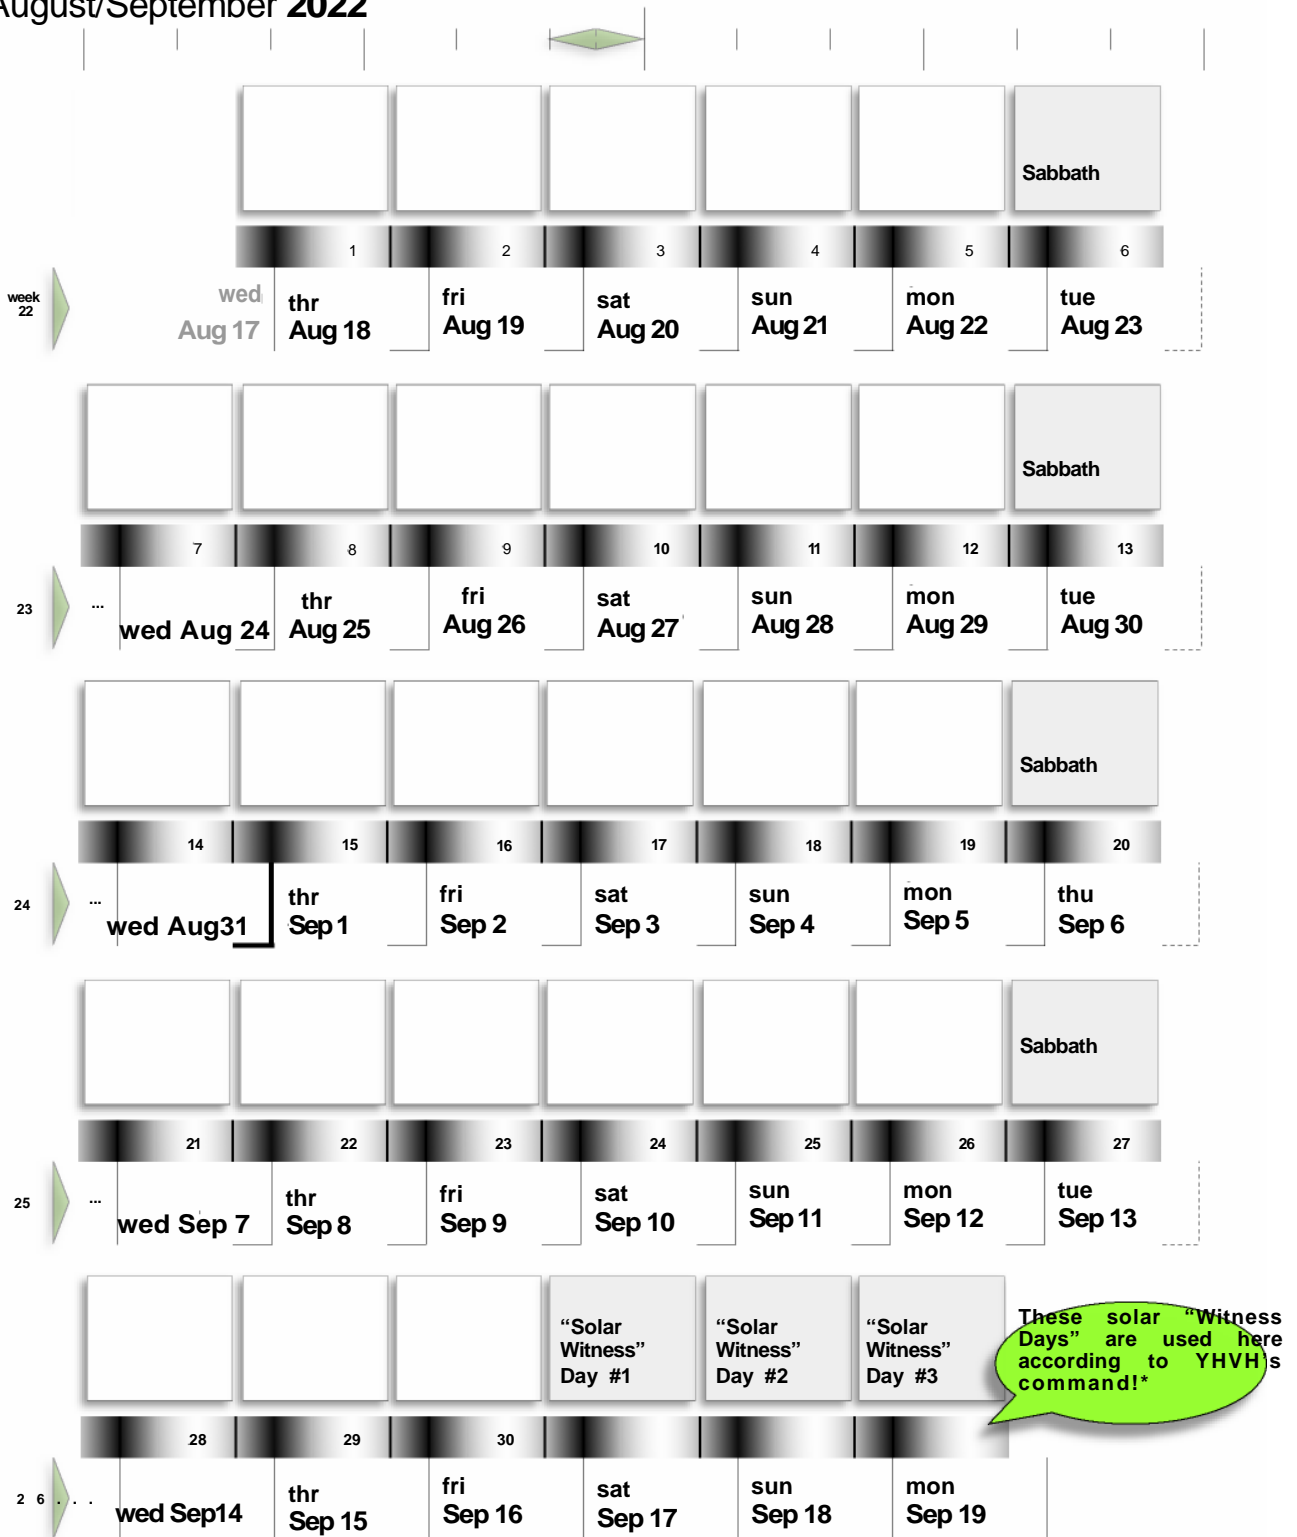 August/September 2022
Sabbath
1 2 3 4 5 6
week
22
wed
Aug 17
thr
Aug 18
fri
Aug 19
sat
Aug 20
sun
Aug 21
mon
Aug 22
tue
Aug 23
Sabbath
7 8 9 10 11 12 13
23
...
wed Aug 24
thr
Aug 25
fri
Aug 26
sat
Aug 27
sun
Aug 28
mon
Aug 29
tue
Aug 30
Sabbath
14 15 16 17 18 19 20
24
...
wed Aug31
thr
Sep 1
fri
Sep 2
sat
Sep 3
sun
Sep 4
mon
Sep 5
thu
Sep 6
Sabbath
21 22 23 24 25 26 27
25
...
wed Sep 7
thr
Sep 8
fri
Sep 9
sat
Sep 10
sun
Sep 11
mon
Sep 12
tue
Sep 13
“Solar
Witness”
Day #1
“Solar
Witness”
Day #2
“Solar
Witness”
Day #3
These solar “Witness
Days” are used here
according to YHVH's
command!*
28 29 30
2 6 . . .
wed Sep14
thr
Sep 15
fri
Sep 16
sat
Sep 17
sun
Sep 18
mon
Sep 19